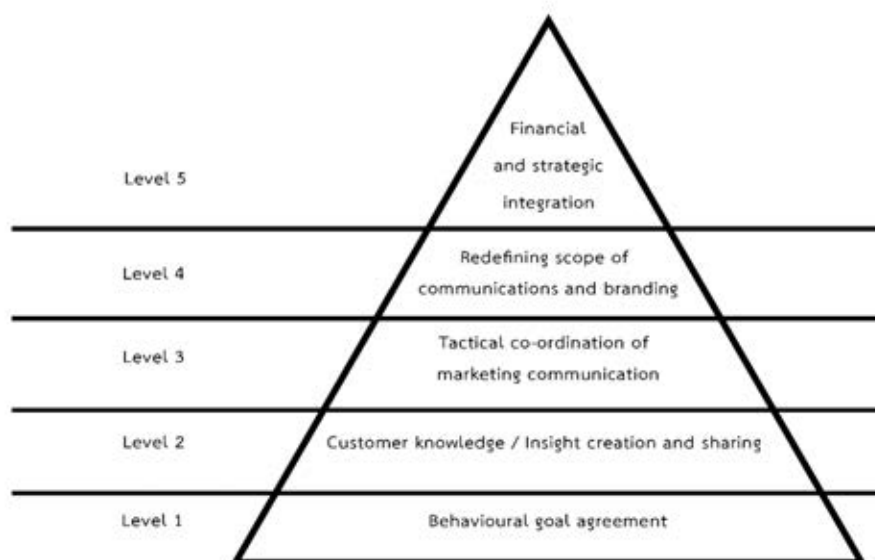 Level 5
Financial
and strategic
integration
Level 4
Redefining scope of
communications and branding
Level 3
Tactical co-ordination of
marketing communication
Level 2
Customer knowledge / Insight creation and sharing
Level 1
Behavioural goal agreement